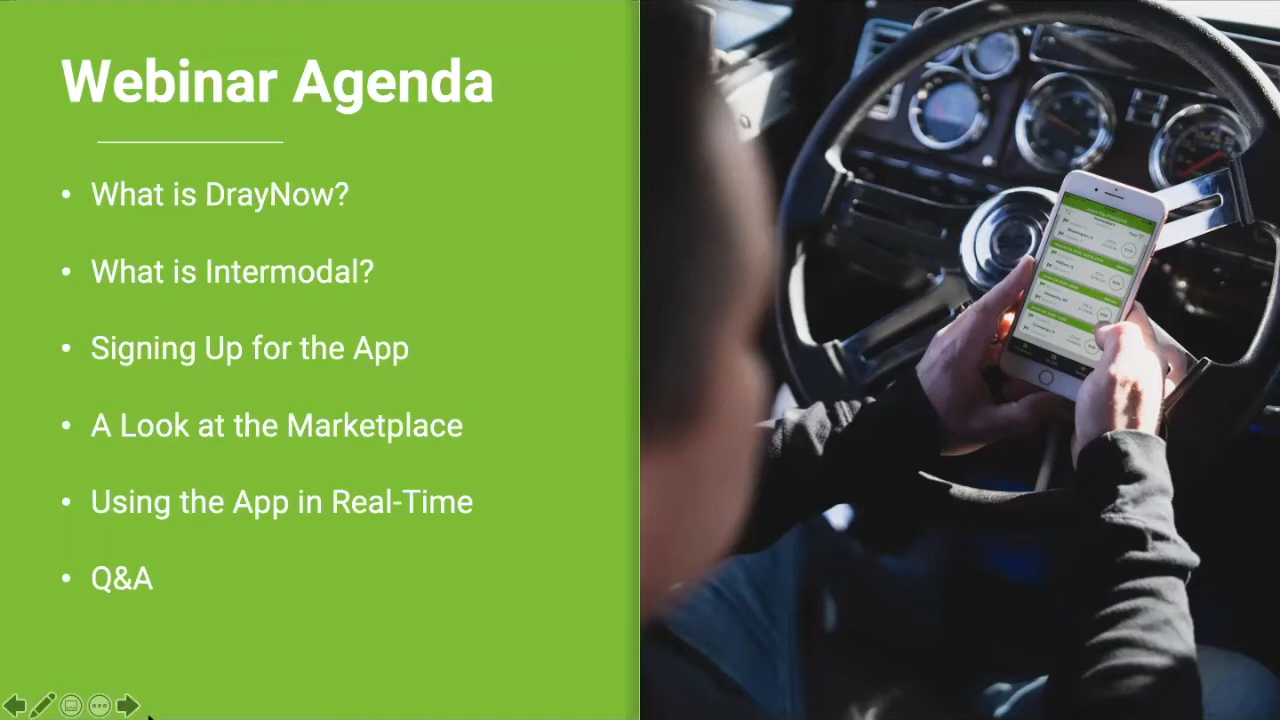 Webinar Agenda
• What is DrayNow?
• What is Intermodal?
• Signing Up for the App
• A Look at the Marketplace
• Using the App in Real-Time
• Q&A